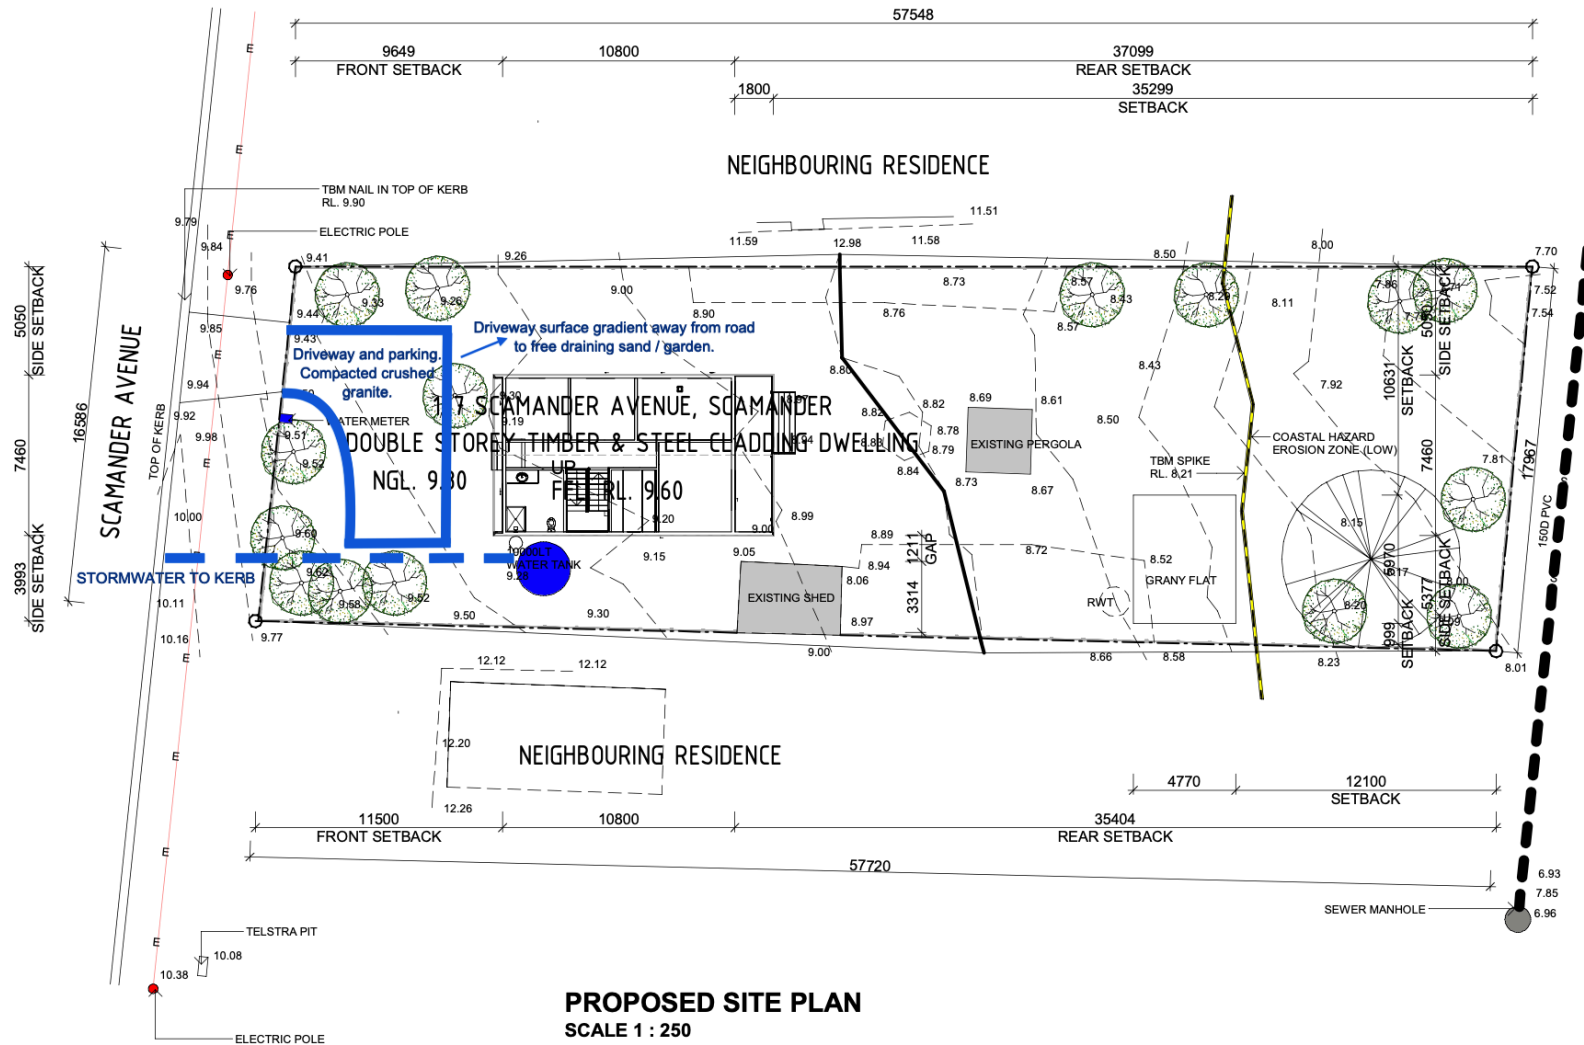 57548
9649
10800
37099
FRONT SETBACK
REAR SETBACK
1800
35299
SETBACK
NEIGHBOURING RESIDENCE
TBM NAIL IN TOP OF KERB
RL. 9.90
ELECTRIC POLE
E
E
E
E
E
E
E
E
E
E
9.79
9.84
9.76
9.85
9.94
9.92
9.98
10.00
10.11
10.16
9.41
9.26
11.59
12.98
11.58
11.51
8.50
8.00
7.70
9.33
9.26
9.00
8.90
8.76
8.73
8.57
8.43
8.57
8.29
8.11
7.86
7.52
7.54
9.44
9.43
5050
SIDE SETBACK
7460
3993
SIDE SETBACK
16586
SCAMANDER AVENUE
TOP OF KERB
Driveway surface gradient away from road
to free draining sand / garden.
Driveway and parking.
Compacted crushed
granite.
WATER METER
9.51
9.52
9.30
9.19
SCAMANDER AVENUE, SCAMANDER
DOUBLE STOREY TIMBER & STEEL CLADDING DWELLING
UP
NGL. 9.30
FFL RL. 9.60
9.20
9.00
8.99
8.80
8.82
8.82
8.83
8.78
8.79
8.84
8.69
8.61
EXISTING PERGOLA
8.73
8.67
8.50
8.43
7.92
COASTAL HAZARD
EROSION ZONE (LOW)
TBM SPIKE
RL. 8.21
10631
SETBACK
5050
SIDE SETBACK
7460
7.81
17967
150D PVC
9.60
9.62
9.58
9.52
STORMWATER TO KERB
WATER TANK
9.28
9.15
9.05
9.50
9.30
9.77
EXISTING SHED
8.06
8.97
8.94
8.89
1211
GAP
3314
8.72
8.52
GRANY FLAT
RWT
8.15
8.17
8.20
8.00
5970
5377
SIDE SETBACK
999
SETBACK
9.00
8.66
8.58
8.23
8.01
12.12
12.12
12.20
12.26
NEIGHBOURING RESIDENCE
4770
12100
SETBACK
11500
10800
35404
FRONT SETBACK
REAR SETBACK
57720
6.93
7.85
6.96
SEWER MANHOLE
TELSTRA PIT
10.08
10.38
ELECTRIC POLE
PROPOSED SITE PLAN
SCALE 1 : 250